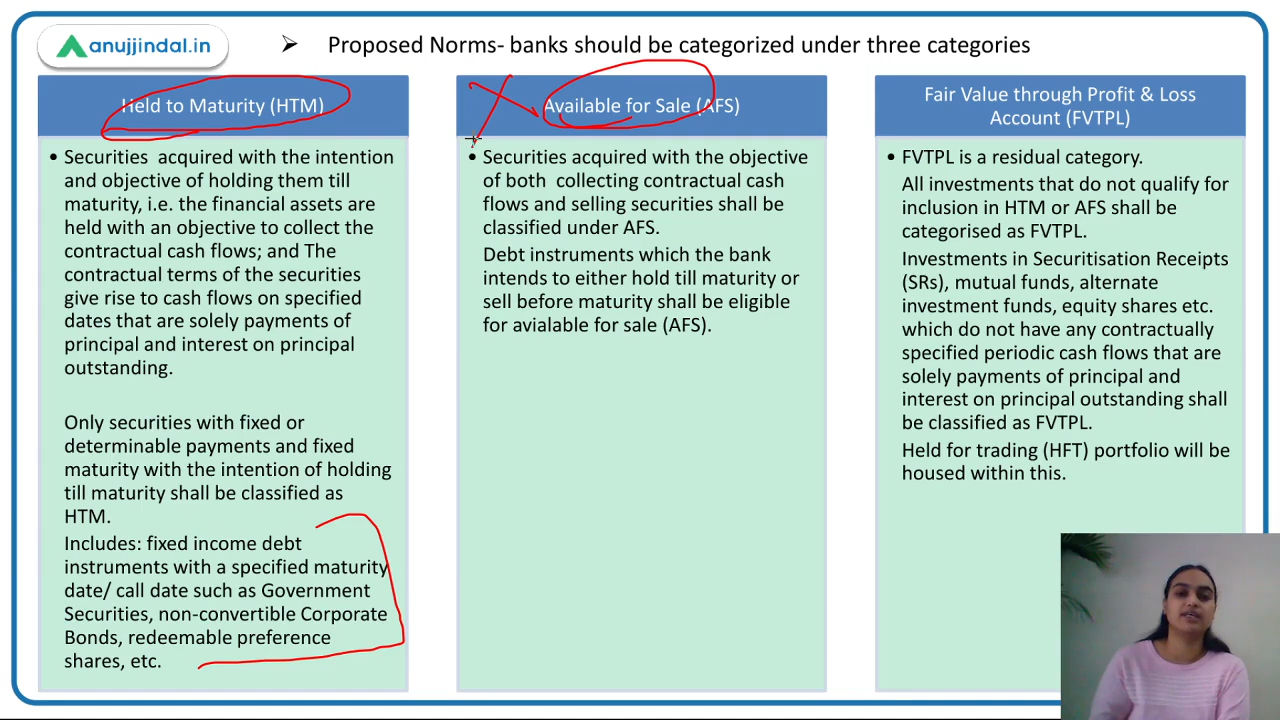 anujjindal.in
➢ Proposed Norms- banks should be categorized under three categories
Held to Maturity (HTM)
• Securities acquired with the intention
and objective of holding them till
maturity, i.e. the financial assets are
held with an objective to collect the
contractual cash flows; and The
contractual terms of the securities
give rise to cash flows on specified
dates that are solely payments of
principal and interest on principal
outstanding.
Only securities with fixed or
determinable payments and fixed
maturity with the intention of holding
till maturity shall be classified as
HTM.
Includes: fixed income debt
instruments with a specified maturity
date/ call date such as Government
Securities, non-convertible Corporate
Bonds, redeemable preference
shares, etc.
Available for Sale (AFS)
• Securities acquired with the objective
of both collecting contractual cash
flows and selling securities shall be
classified under AFS.
Debt instruments which the bank
intends to either hold till maturity or
sell before maturity shall be eligible
for avialable for sale (AFS).
Fair Value through Profit & Loss
Account (FVTPL)
• FVTPL is a residual category.
All investments that do not qualify for
inclusion in HTM or AFS shall be
categorised as FVTPL.
Investments in Securitisation Receipts
(SRs), mutual funds, alternate
investment funds, equity shares etc.
which do not have any contractually
specified periodic cash flows that are
solely payments of principal and
interest on principal outstanding shall
be classified as FVTPL.
Held for trading (HFT) portfolio will be
housed within this.